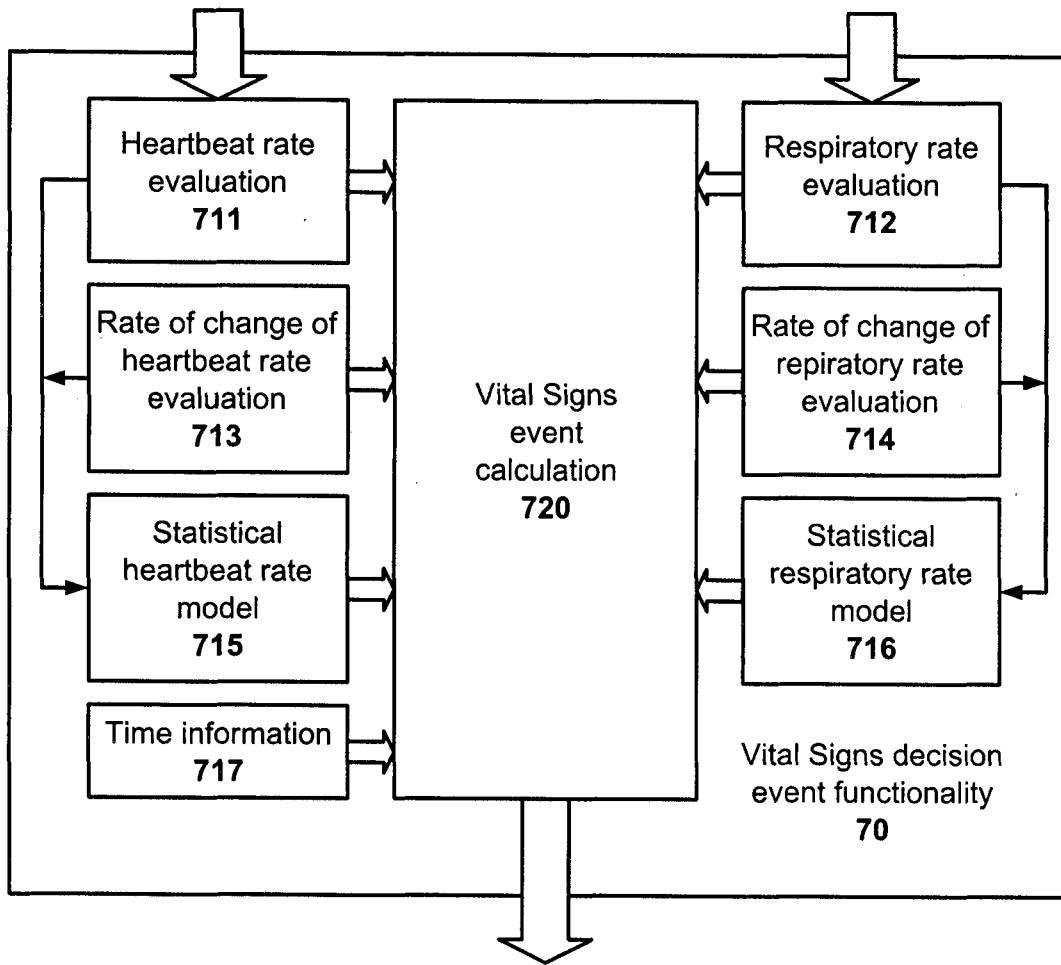 Heartbeat rate
evaluation
711
Respiratory rate
evaluation
712
Rate of change of
heartbeat rate
evaluation
713
Vital Signs
event
calculation
720
Rate of change of
repiratory rate
evaluation
714
Statistical
heartbeat rate
model
715
Statistical
respiratory rate
model
716
Time information
717
Vital Signs decision
event functionality
70